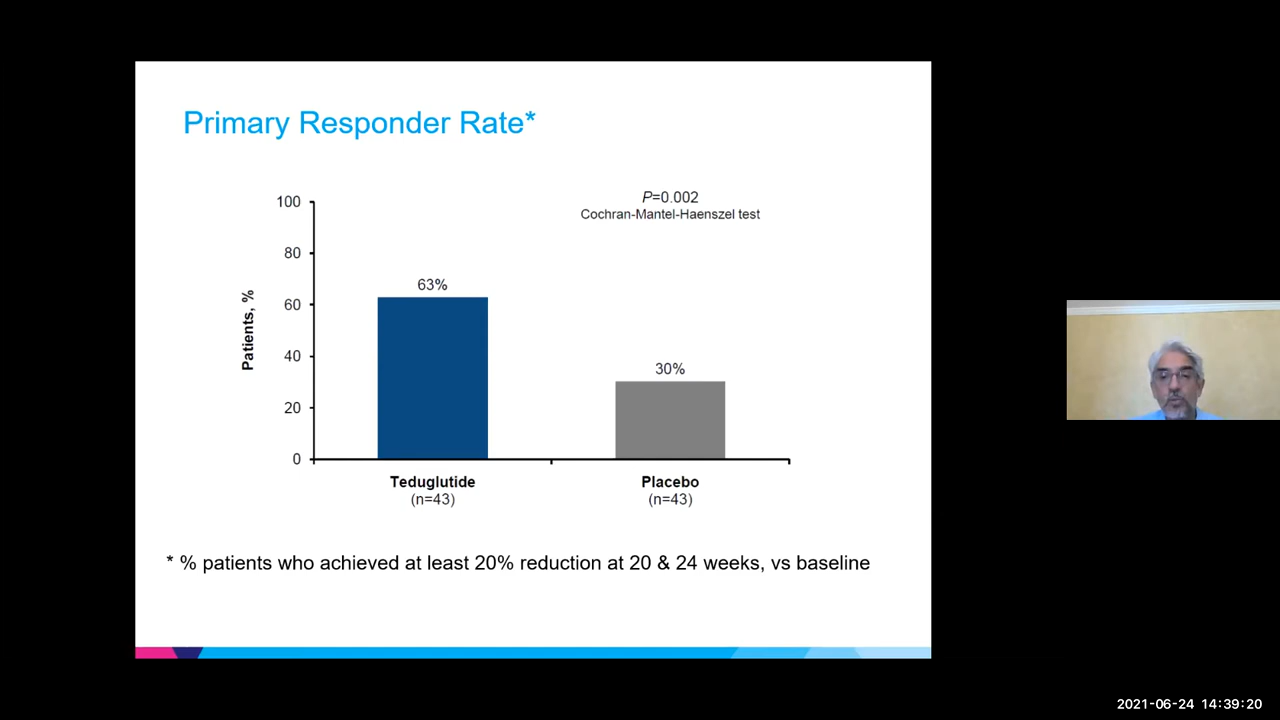 Primary Responder Rate*
P=0.002
Cochran-Mantel-Haenszel test
100
80
60
40
20
0
Patients, %
63%
30%
Teduglutide
(n=43)
Placebo
(n=43)
* % patients who achieved at least 20% reduction at 20 & 24 weeks, vs baseline
2021-06-24 14:39:20